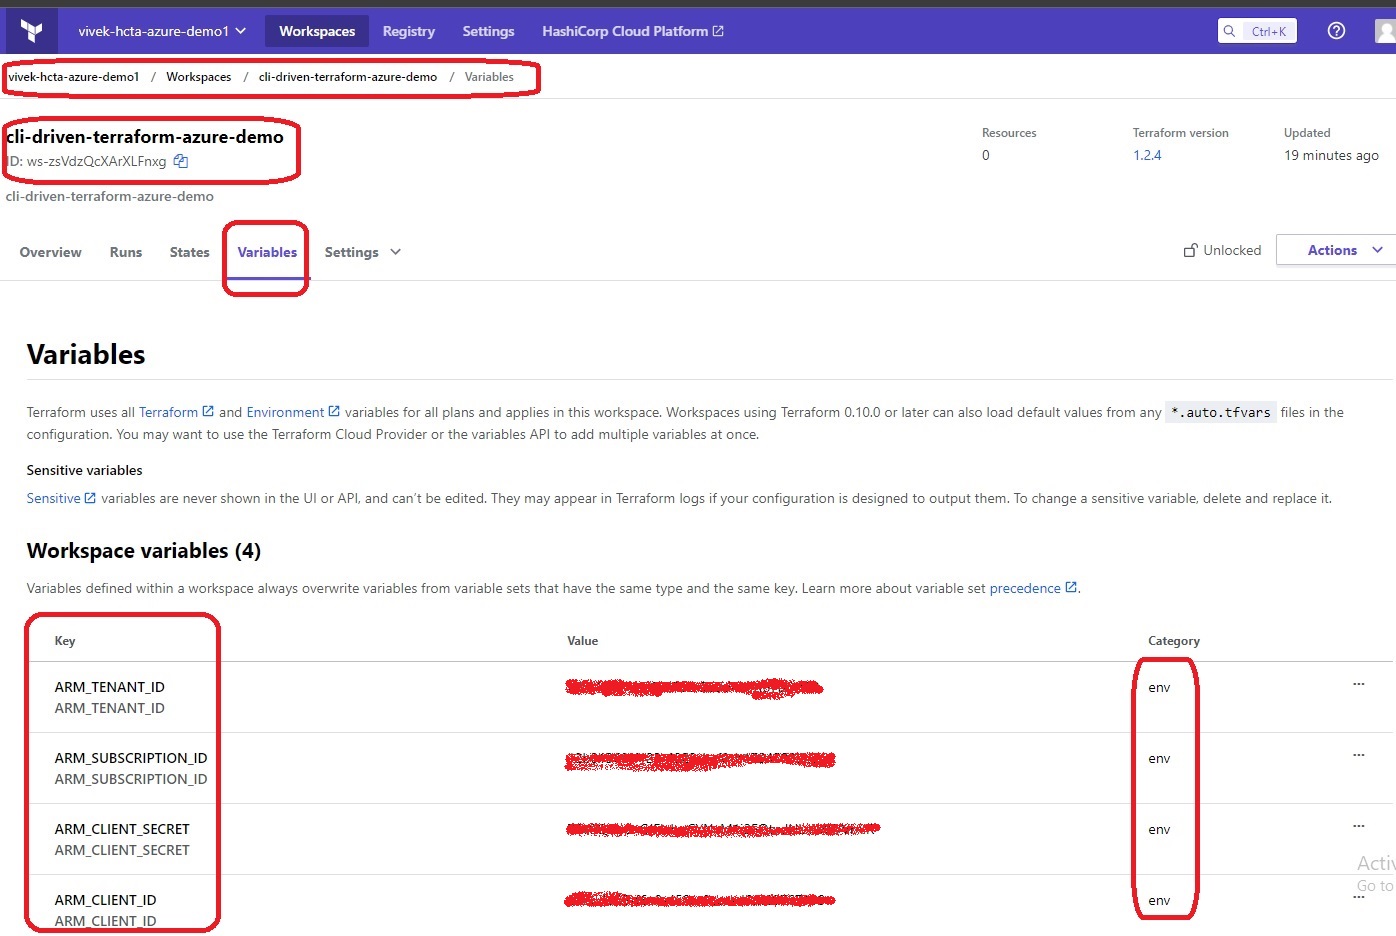 vivek-hcta-azure-demo1 Workspaces Registry Settings HashiCorp Cloud Platform Ctrl+K
vivek-hcta-azure-demo1 / Workspaces / cli-driven-terraform-azure-demo / Variables
cli-driven-terraform-azure-demo
ID: ws-zsVdzQcXArXLFnxg
cli-driven-terraform-azure-demo
Resources Terraform version Updated
0 1.2.4 19 minutes ago
Overview Runs States Variables Settings Unlocked Actions
Variables
Terraform uses all Terraform and Environment variables for all plans and applies in this workspace. Workspaces using Terraform 0.10.0 or later can also load default values from any *.auto.tfvars files in the
configuration. You may want to use the Terraform Cloud Provider or the variables API to add multiple variables at once.
Sensitive variables
Sensitive variables are never shown in the UI or API, and can't be edited. They may appear in Terraform logs if your configuration is designed to output them. To change a sensitive variable, delete and replace it.
Workspace variables (4)
Variables defined within a workspace always overwrite variables from variable sets that have the same type and the same key. Learn more about variable set precedence.
Key Value Category
ARM_TENANT_ID env ...
ARM_TENANT_ID
ARM_SUBSCRIPTION_ID env ...
ARM_SUBSCRIPTION_ID
ARM_CLIENT_SECRET env ...
ARM_CLIENT_SECRET
ARM_CLIENT_ID env ...
ARM_CLIENT_ID
Go to